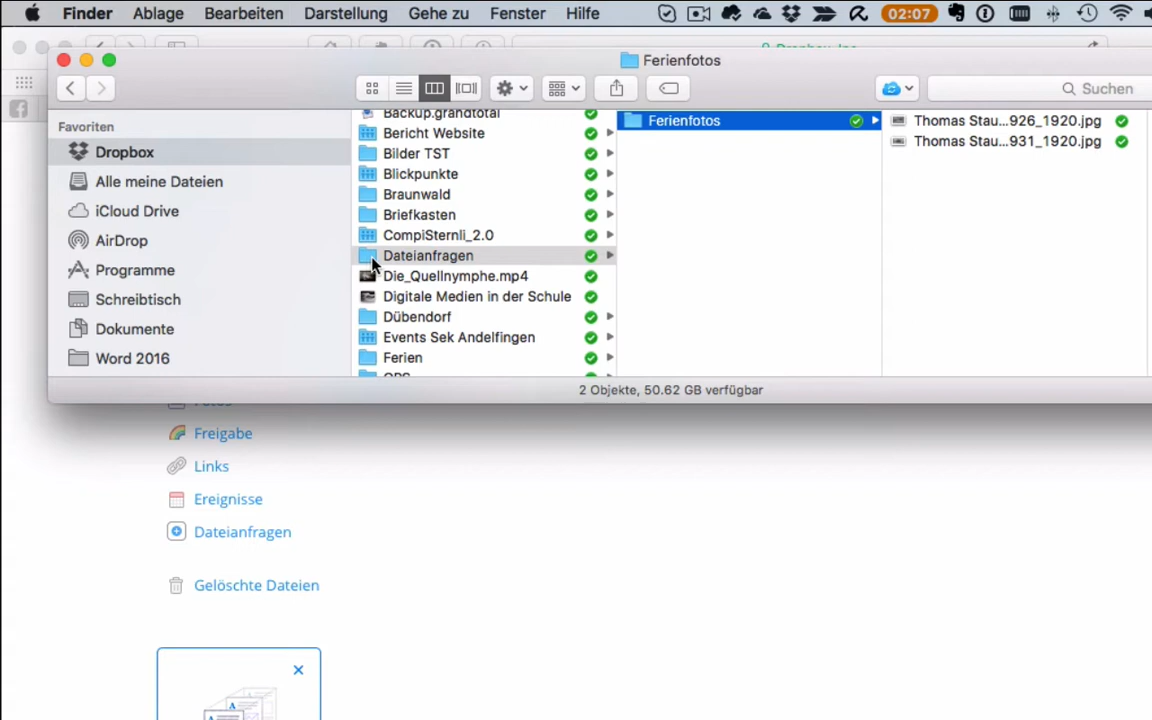 Finder Ablage Bearbeiten Darstellung Gehe zu Fenster Hilfe 02:07
Ferienfotos
Suchen
Favoriten
Dropbox
Alle meine Dateien
iCloud Drive
AirDrop
Programme
Schreibtisch
Dokumente
Word 2016
Backup.grandtotal
Bericht Website
Bilder TST
Blickpunkte
Braunwald
Briefkasten
CompiSternli_2.0
Dateianfragen
Die_Quellnymphe.mp4
Digitale Medien in der Schule
Dübendorf
Events Sek Andelfingen
Ferien
Ferienfotos
Thomas Stau...926_1920.jpg
Thomas Stau...931_1920.jpg
2 Objekte, 50.62 GB verfügbar
Freigabe
Links
Ereignisse
Dateianfragen
Gelöschte Dateien